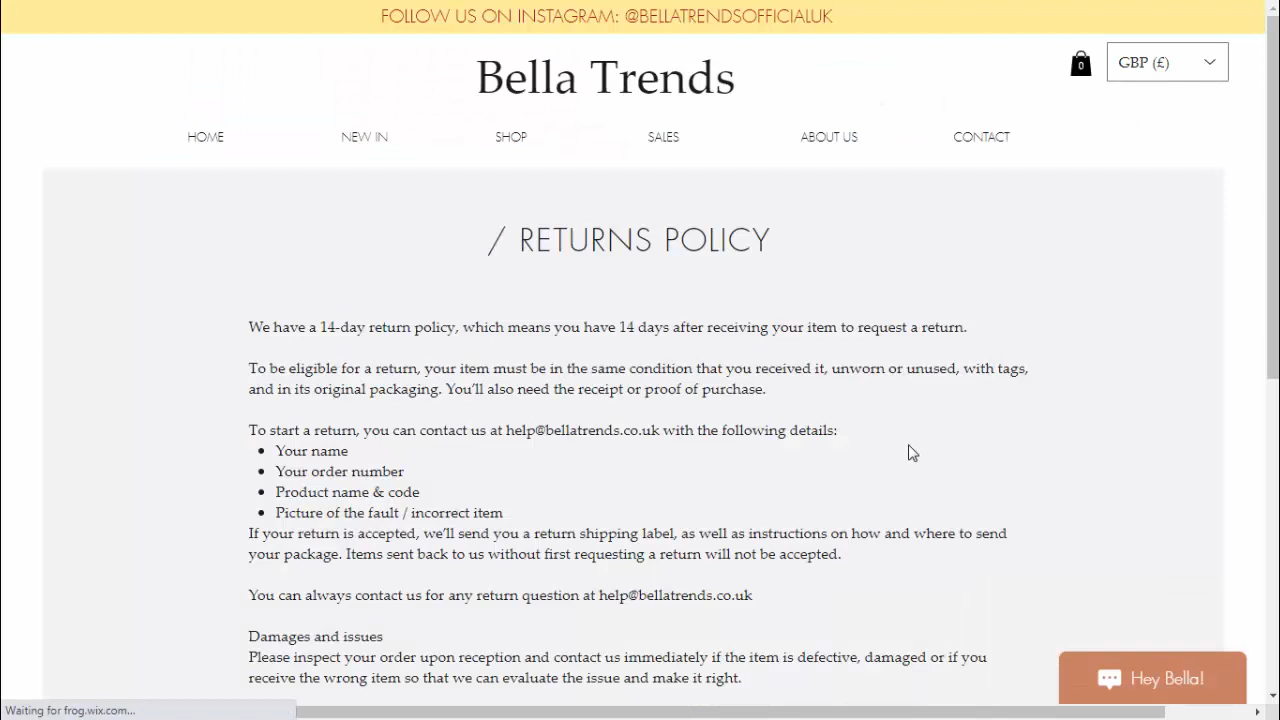 FOLLOW US ON INSTAGRAM: @BELLATRENDSOFFICIALUK
Bella Trends
0
GBP (£)
HOME NEW IN SHOP SALES ABOUT US CONTACT
/ RETURNS POLICY
We have a 14-day return policy, which means you have 14 days after receiving your item to request a return.
To be eligible for a return, your item must be in the same condition that you received it, unworn or unused, with tags,
and in its original packaging. You'll also need the receipt or proof of purchase.
To start a return, you can contact us at help@bellatrends.co.uk with the following details:
• Your name
• Your order number
• Product name & code
• Picture of the fault / incorrect item
If your return is accepted, we'll send you a return shipping label, as well as instructions on how and where to send
your package. Items sent back to us without first requesting a return will not be accepted.
You can always contact us for any return question at help@bellatrends.co.uk
Damages and issues
Please inspect your order upon reception and contact us immediately if the item is defective, damaged or if you
receive the wrong item so that we can evaluate the issue and make it right.
Hey Bella!
Waiting for frog.wix.com...